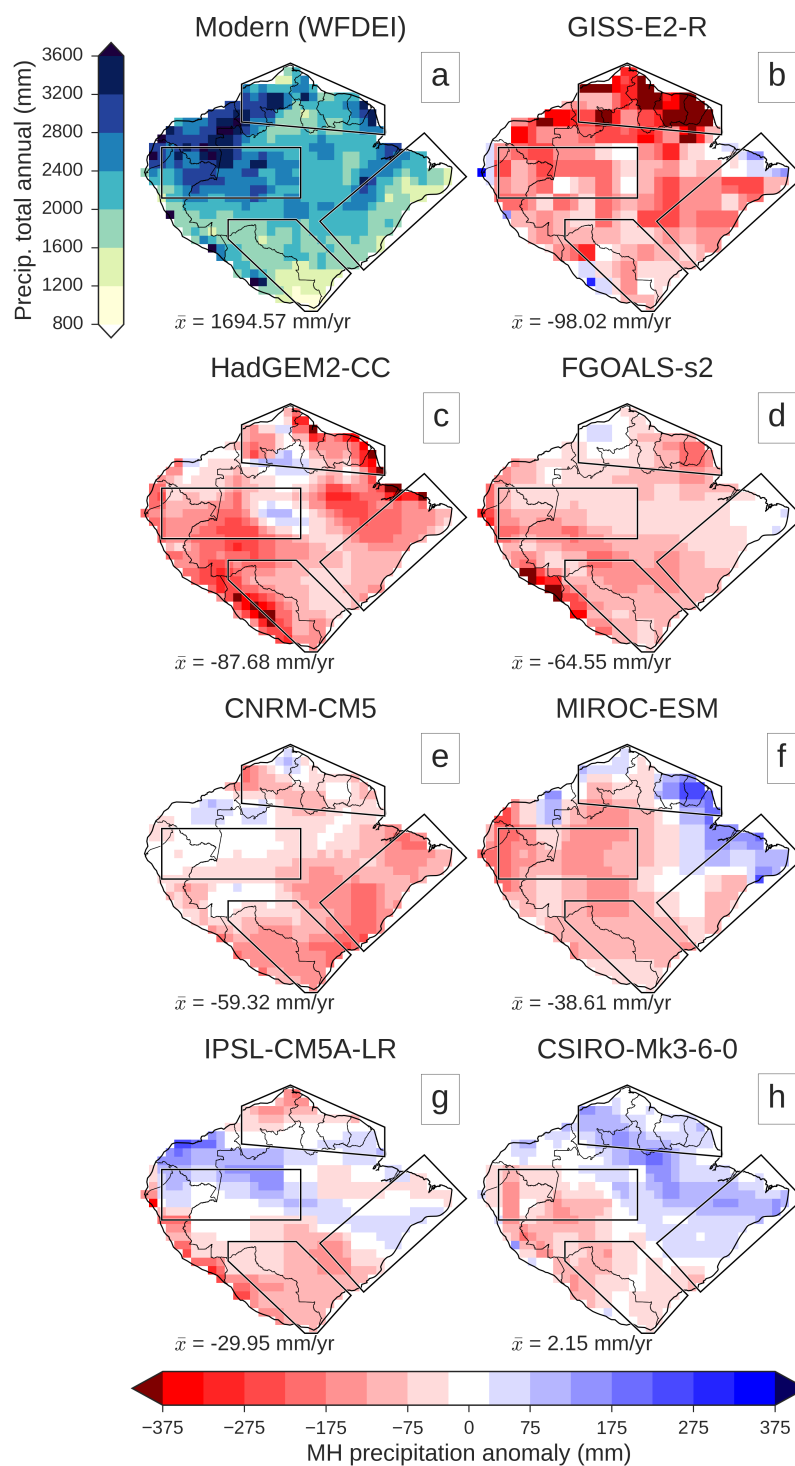 Modern (WFDEI)
GISS-E2-R
a
b
Precip. total annual (mm)
3600
3200
2800
2400
2000
1600
1200
800
x̄ = 1694.57 mm/yr
x̄ = -98.02 mm/yr
HadGEM2-CC
FGOALS-s2
c
d
x̄ = -87.68 mm/yr
x̄ = -64.55 mm/yr
CNRM-CM5
MIROC-ESM
e
f
x̄ = -59.32 mm/yr
x̄ = -38.61 mm/yr
IPSL-CM5A-LR
CSIRO-Mk3-6-0
g
h
x̄ = -29.95 mm/yr
x̄ = 2.15 mm/yr
−375 −275 −175 −75 0 75 175 275 375
MH precipitation anomaly (mm)